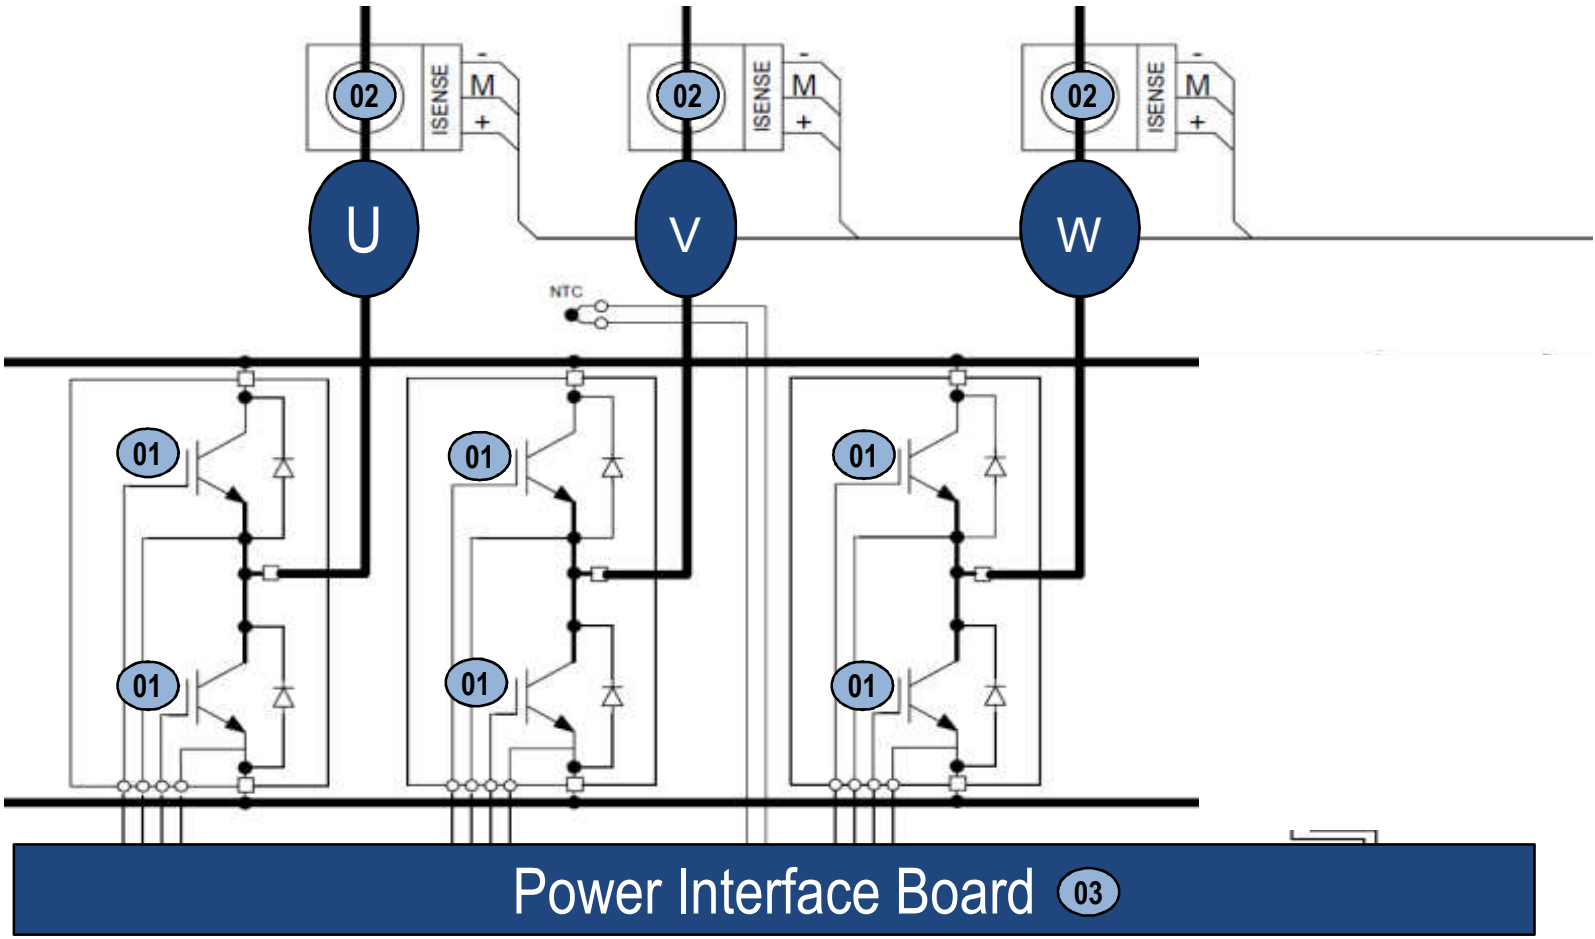 -
M
+
ISENSE
02
-
M
+
ISENSE
02
-
M
+
ISENSE
02
U
V
W
NTC
01
01
01
01
01
01
Power Interface Board 03